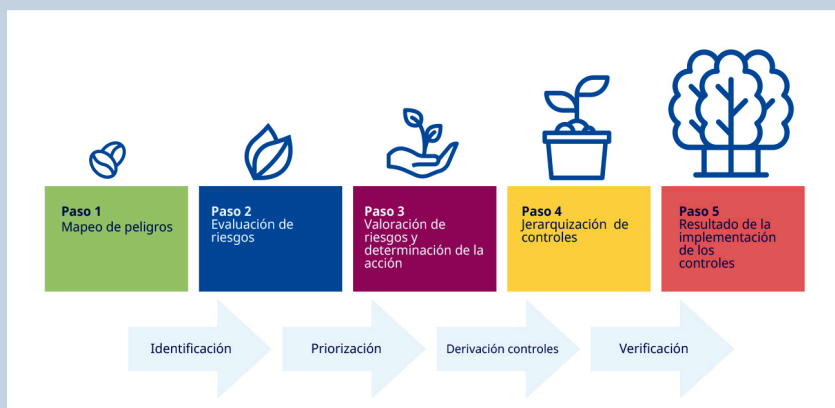 Paso 1
Mapeo de peligros
Paso 2
Evaluación de
riesgos
Paso 3
Valoración de
riesgos y
determinación de la
acción
Paso 4
Jerarquización de
controles
Paso 5
Resultado de la
implementación
de los
controles
Identificación
Priorización
Derivación controles
Verificación